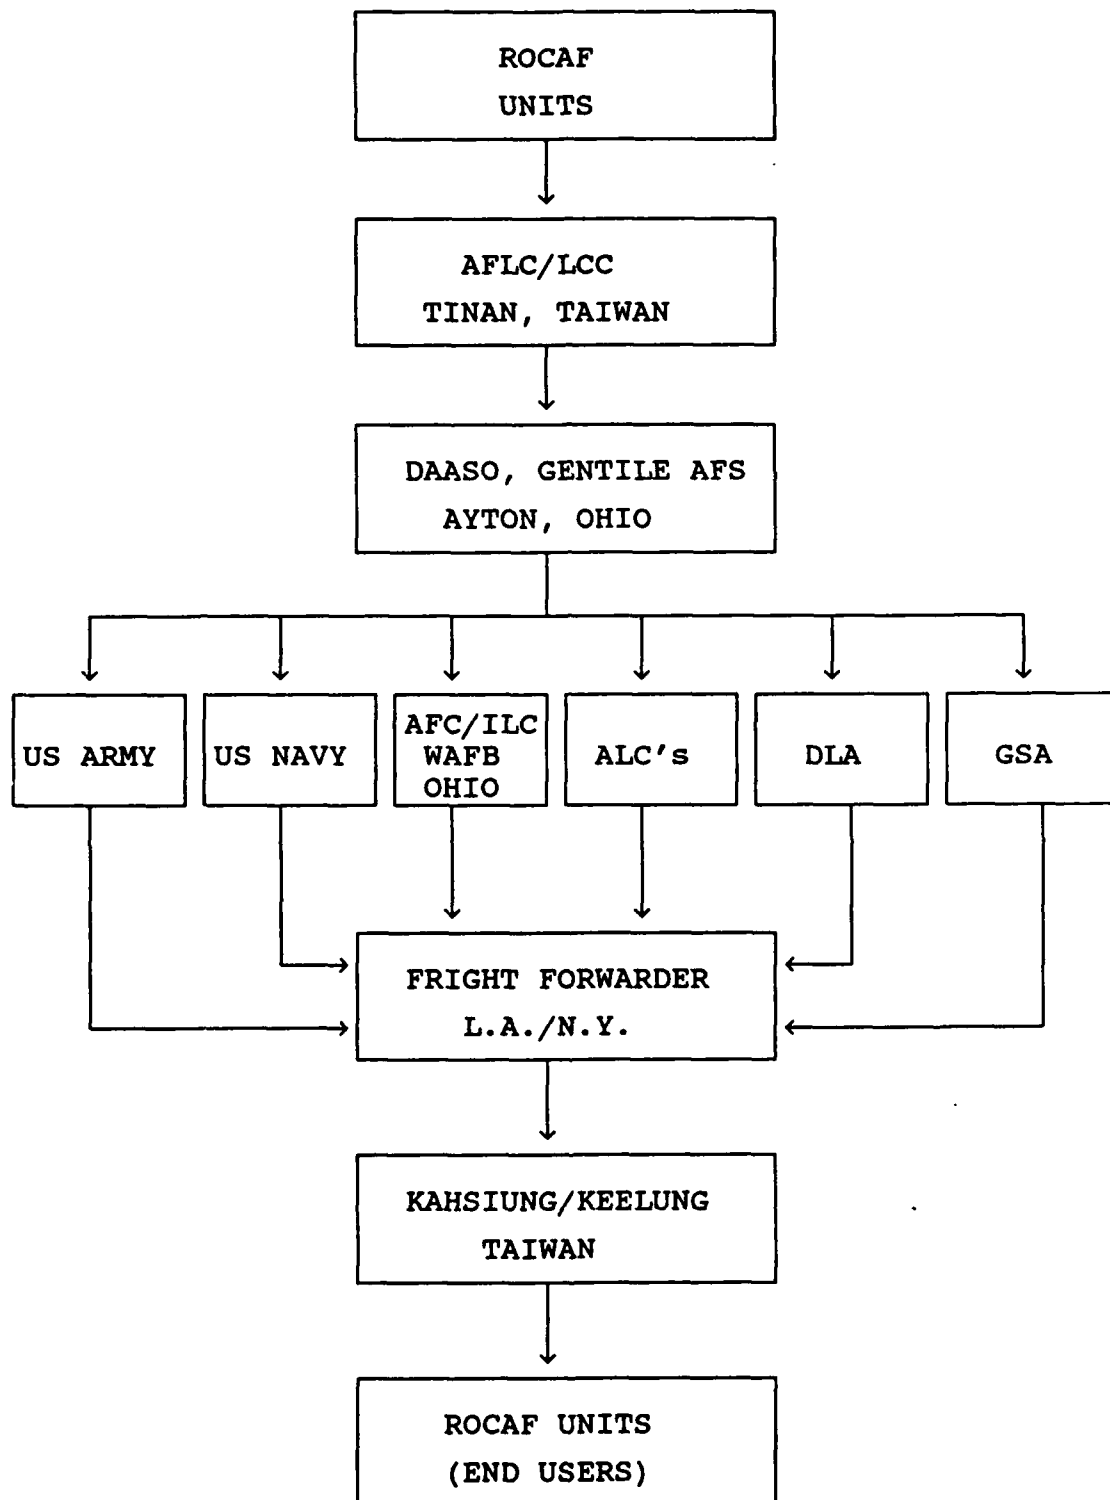 ROCAF
UNITS
AFLC/LCC
TINAN, TAIWAN
DAASO, GENTILE AFS
AYTON, OHIO
US ARMY
US NAVY
AFC/ILC
WAFB
OHIO
ALC's
DLA
GSA
FRIGHT FORWARDER
L.A./N.Y.
KAHSIUNG/KEELUNG
TAIWAN
ROCAF UNITS
(END USERS)